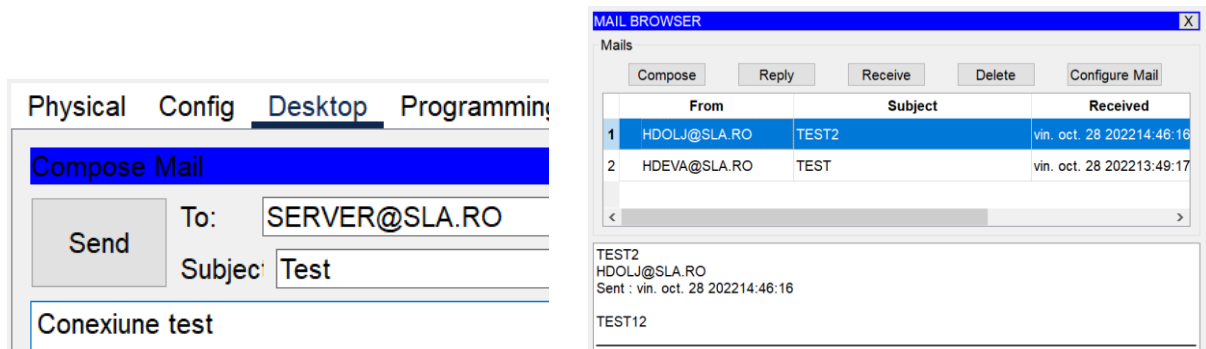 Physical Config Desktop Programming
Compose Mail
Send
To: SERVER@SLA.RO
Subject Test
Conexiune test
MAIL BROWSER X
Mails
Compose Reply Receive Delete Configure Mail
From Subject Received
1 HDOLJ@SLA.RO TEST2 vin. oct. 28 202214:46:16
2 HDEVA@SLA.RO TEST vin. oct. 28 202213:49:17
TEST2
HDOLJ@SLA.RO
Sent : vin. oct. 28 202214:46:16
TEST12